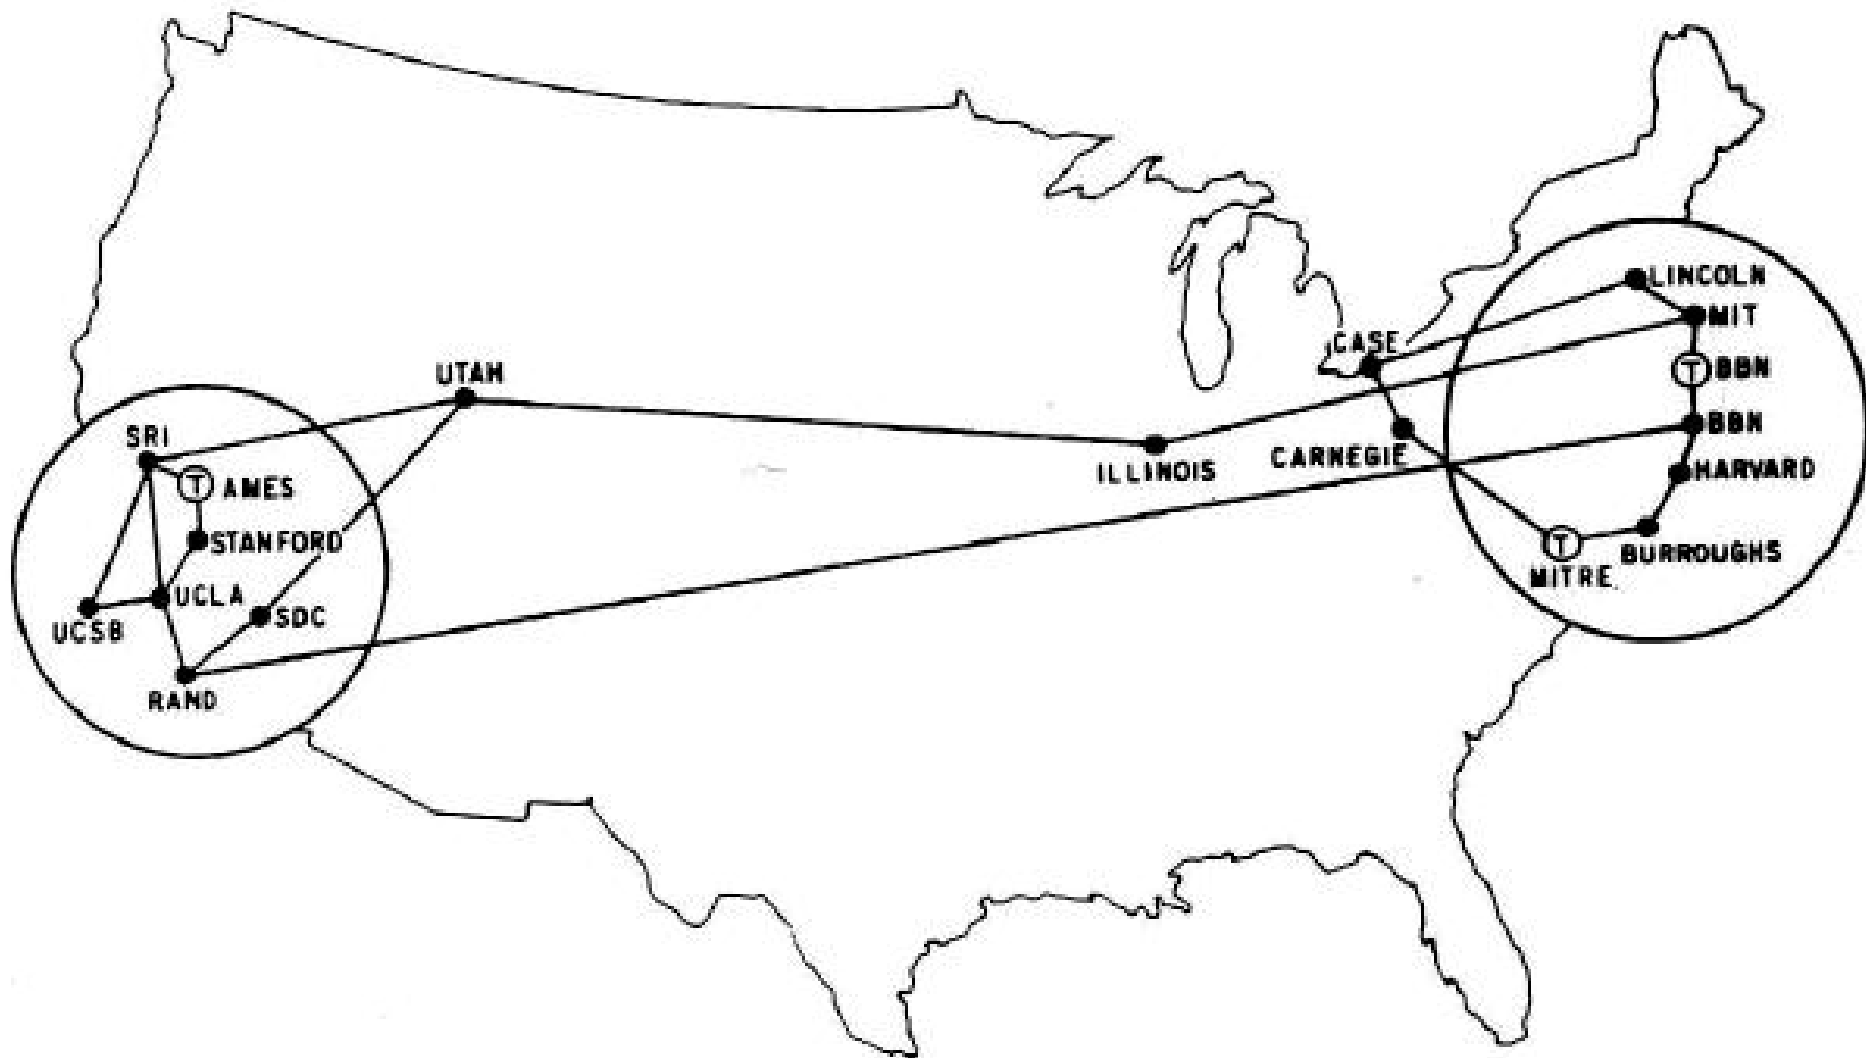 LINCOLN
MIT
CASE
T BBN
UTAH
BBN
SRI
CARNEGIE
ILLINOIS
HARVARD
T AMES
STANFORD
T
BURROUGHS
MITRE
UCLA
SDC
UCSB
RAND